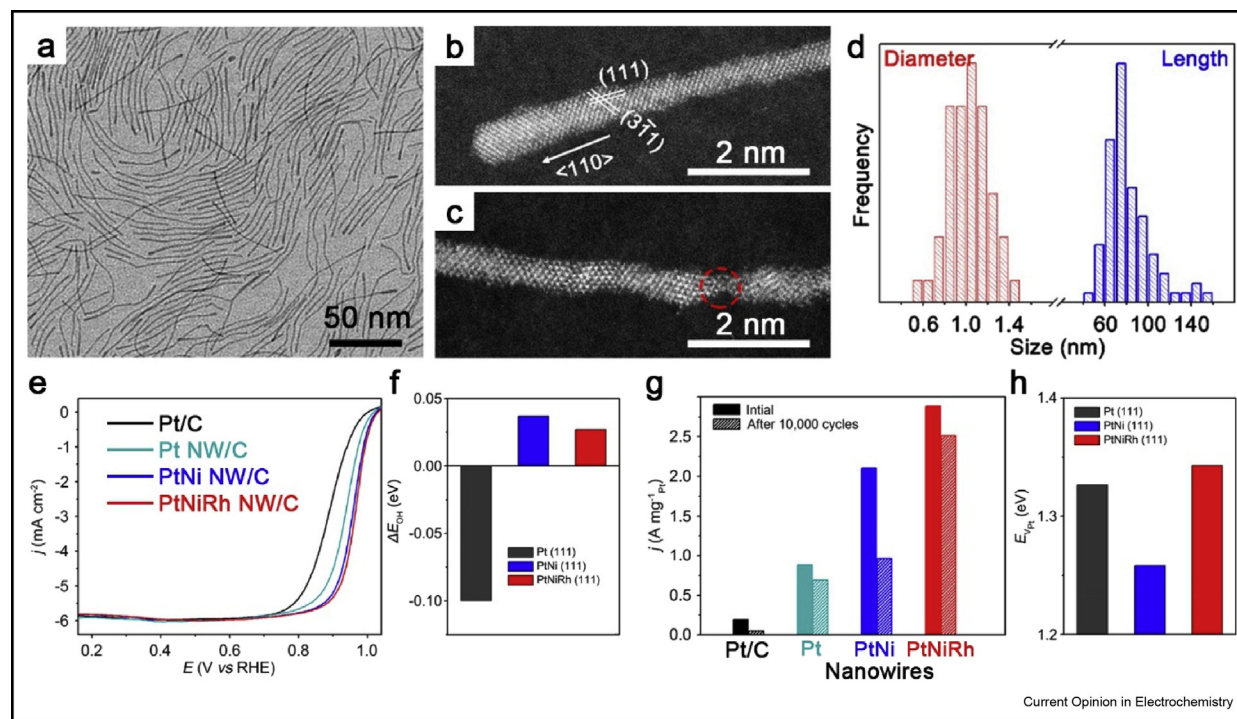 a
50 nm
b
(111)
(31̄1)
<110>
2 nm
c
2 nm
d
Diameter
Length
Frequency
0.6 1.0 1.4 60 100 140
Size (nm)
e
Pt/C
Pt NW/C
PtNi NW/C
PtNiRh NW/C
0
-1
-2
-3
-4
-5
-6
j (mA cm⁻²)
0.2 0.4 0.6 0.8 1.0
E (V vs RHE)
f
0.05
0.00
-0.05
-0.10
ΔE_OH (eV)
Pt (111)
PtNi (111)
PtNiRh (111)
g
Intial
After 10,000 cycles
2.5
2.0
1.5
1.0
0.5
0.0
j (A mg⁻¹_Pt)
Pt/C Pt PtNi PtNiRh
Nanowires
h
1.4
1.3
1.2
E_VPt (eV)
Pt (111)
PtNi (111)
PtNiRh (111)
Current Opinion in Electrochemistry